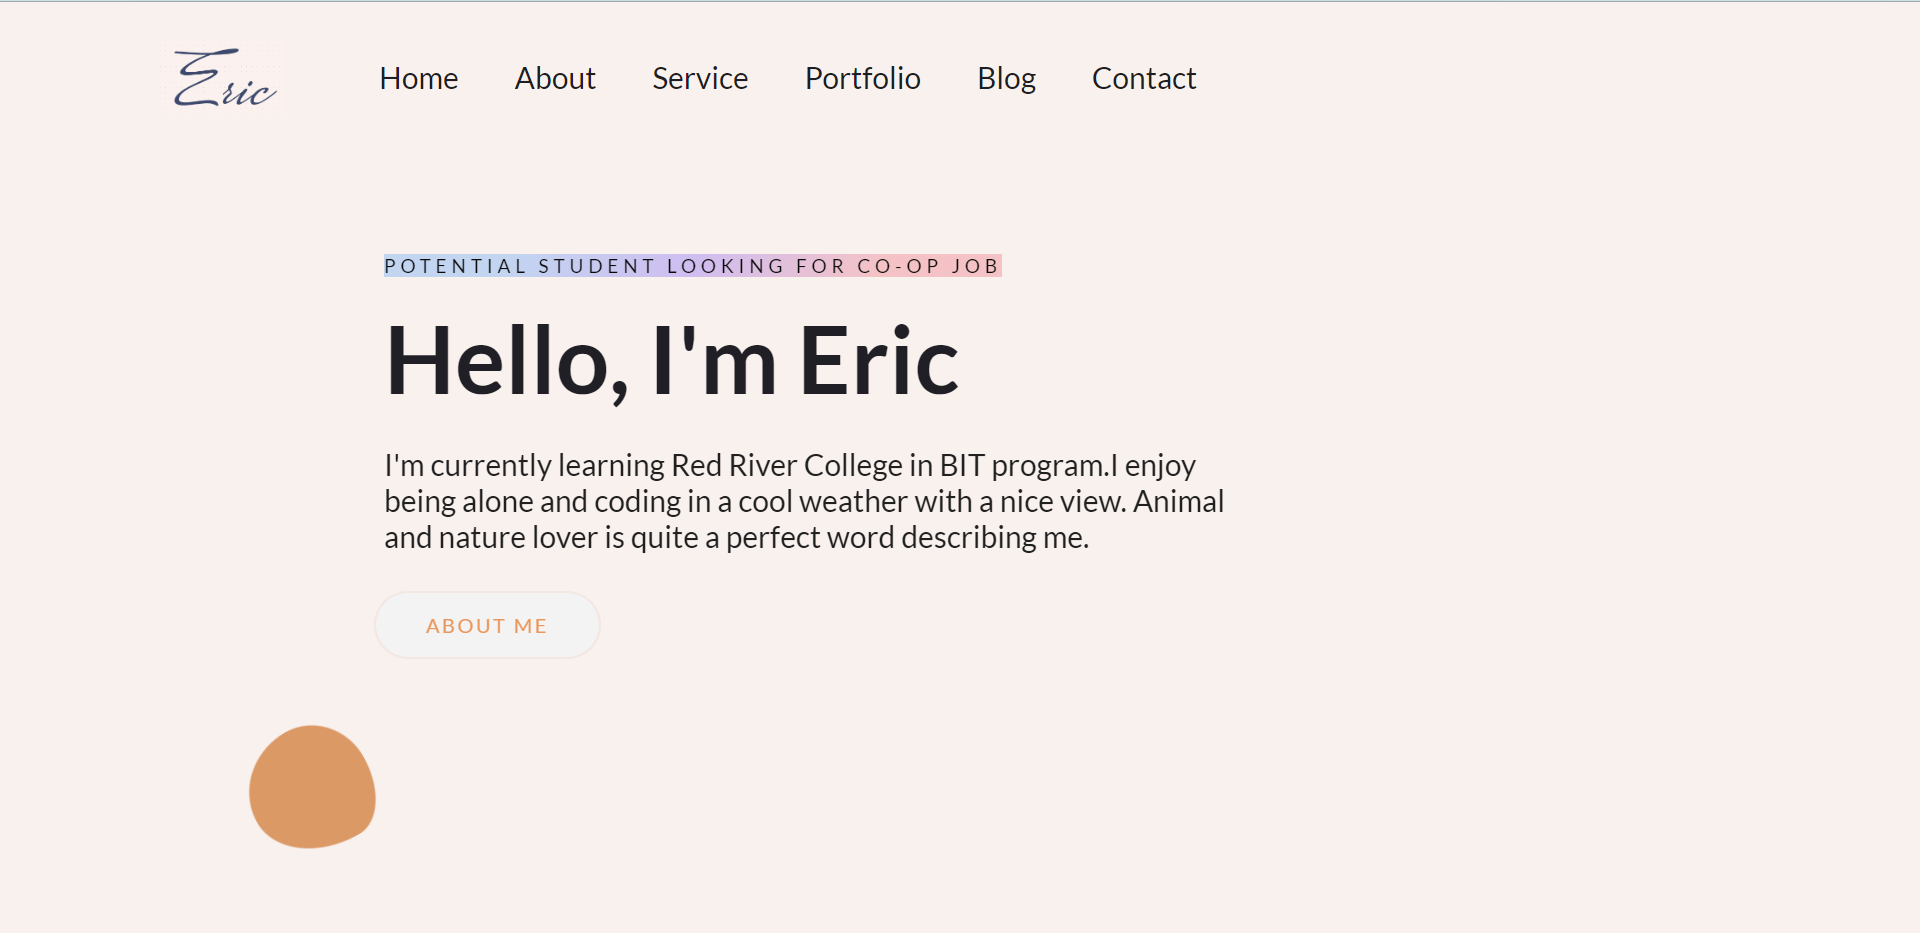 Eric
Home About Service Portfolio Blog Contact
POTENTIAL STUDENT LOOKING FOR CO-OP JOB
Hello, I'm Eric
I'm currently learning Red River College in BIT program.I enjoy
being alone and coding in a cool weather with a nice view. Animal
and nature lover is quite a perfect word describing me.
ABOUT ME